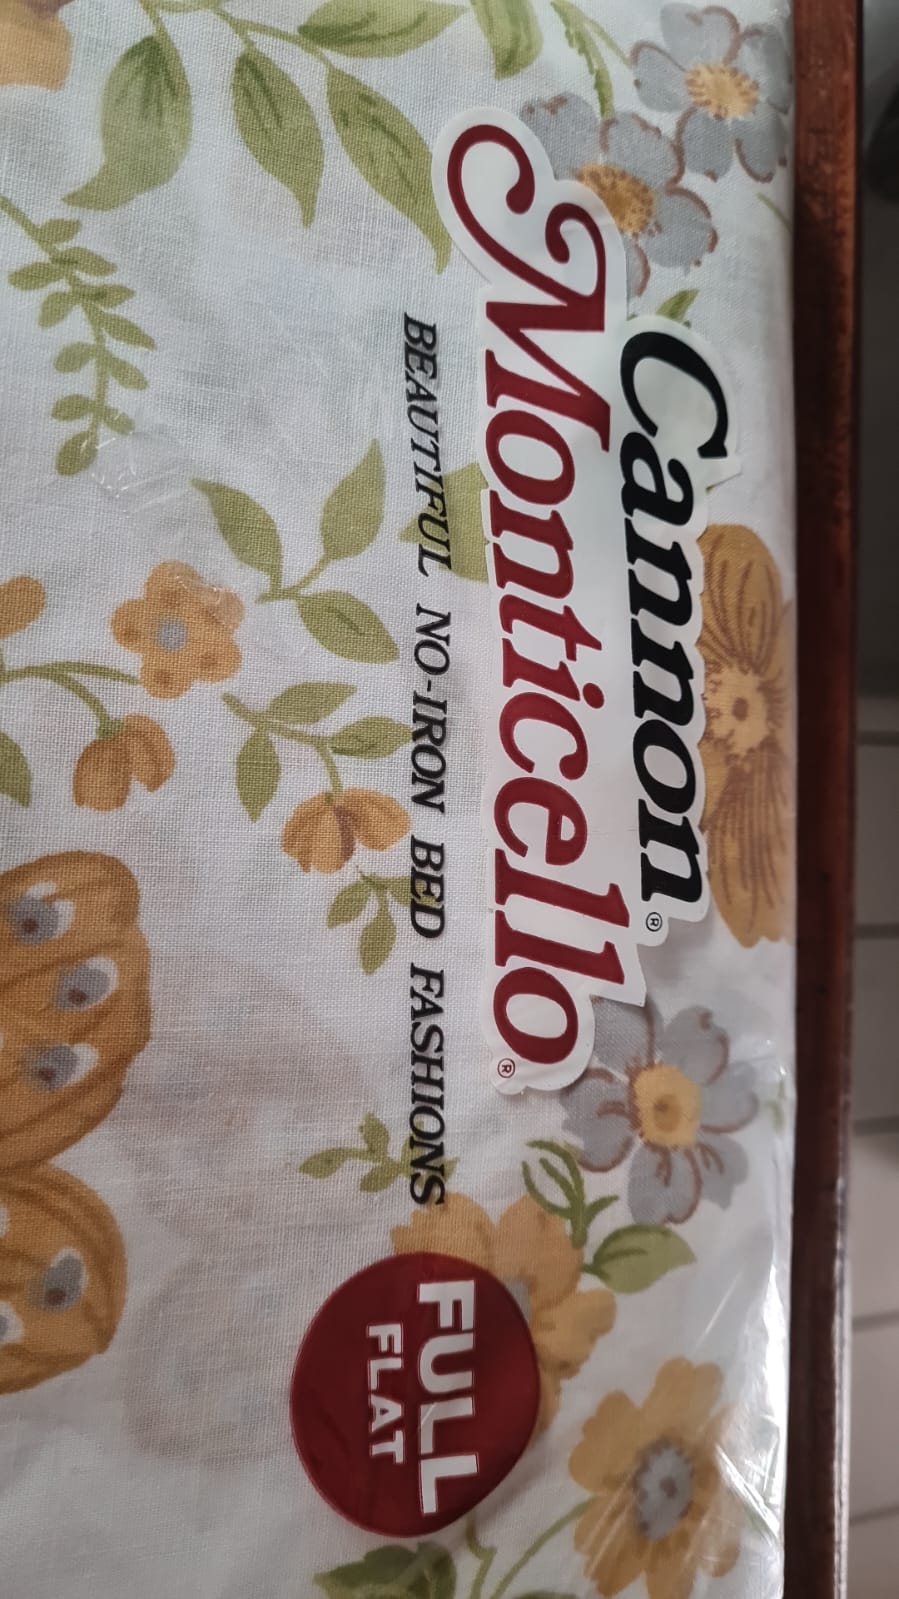 Cannon®
Monticello®
BEAUTIFUL NO-IRON BED FASHIONS
FULL
FLAT